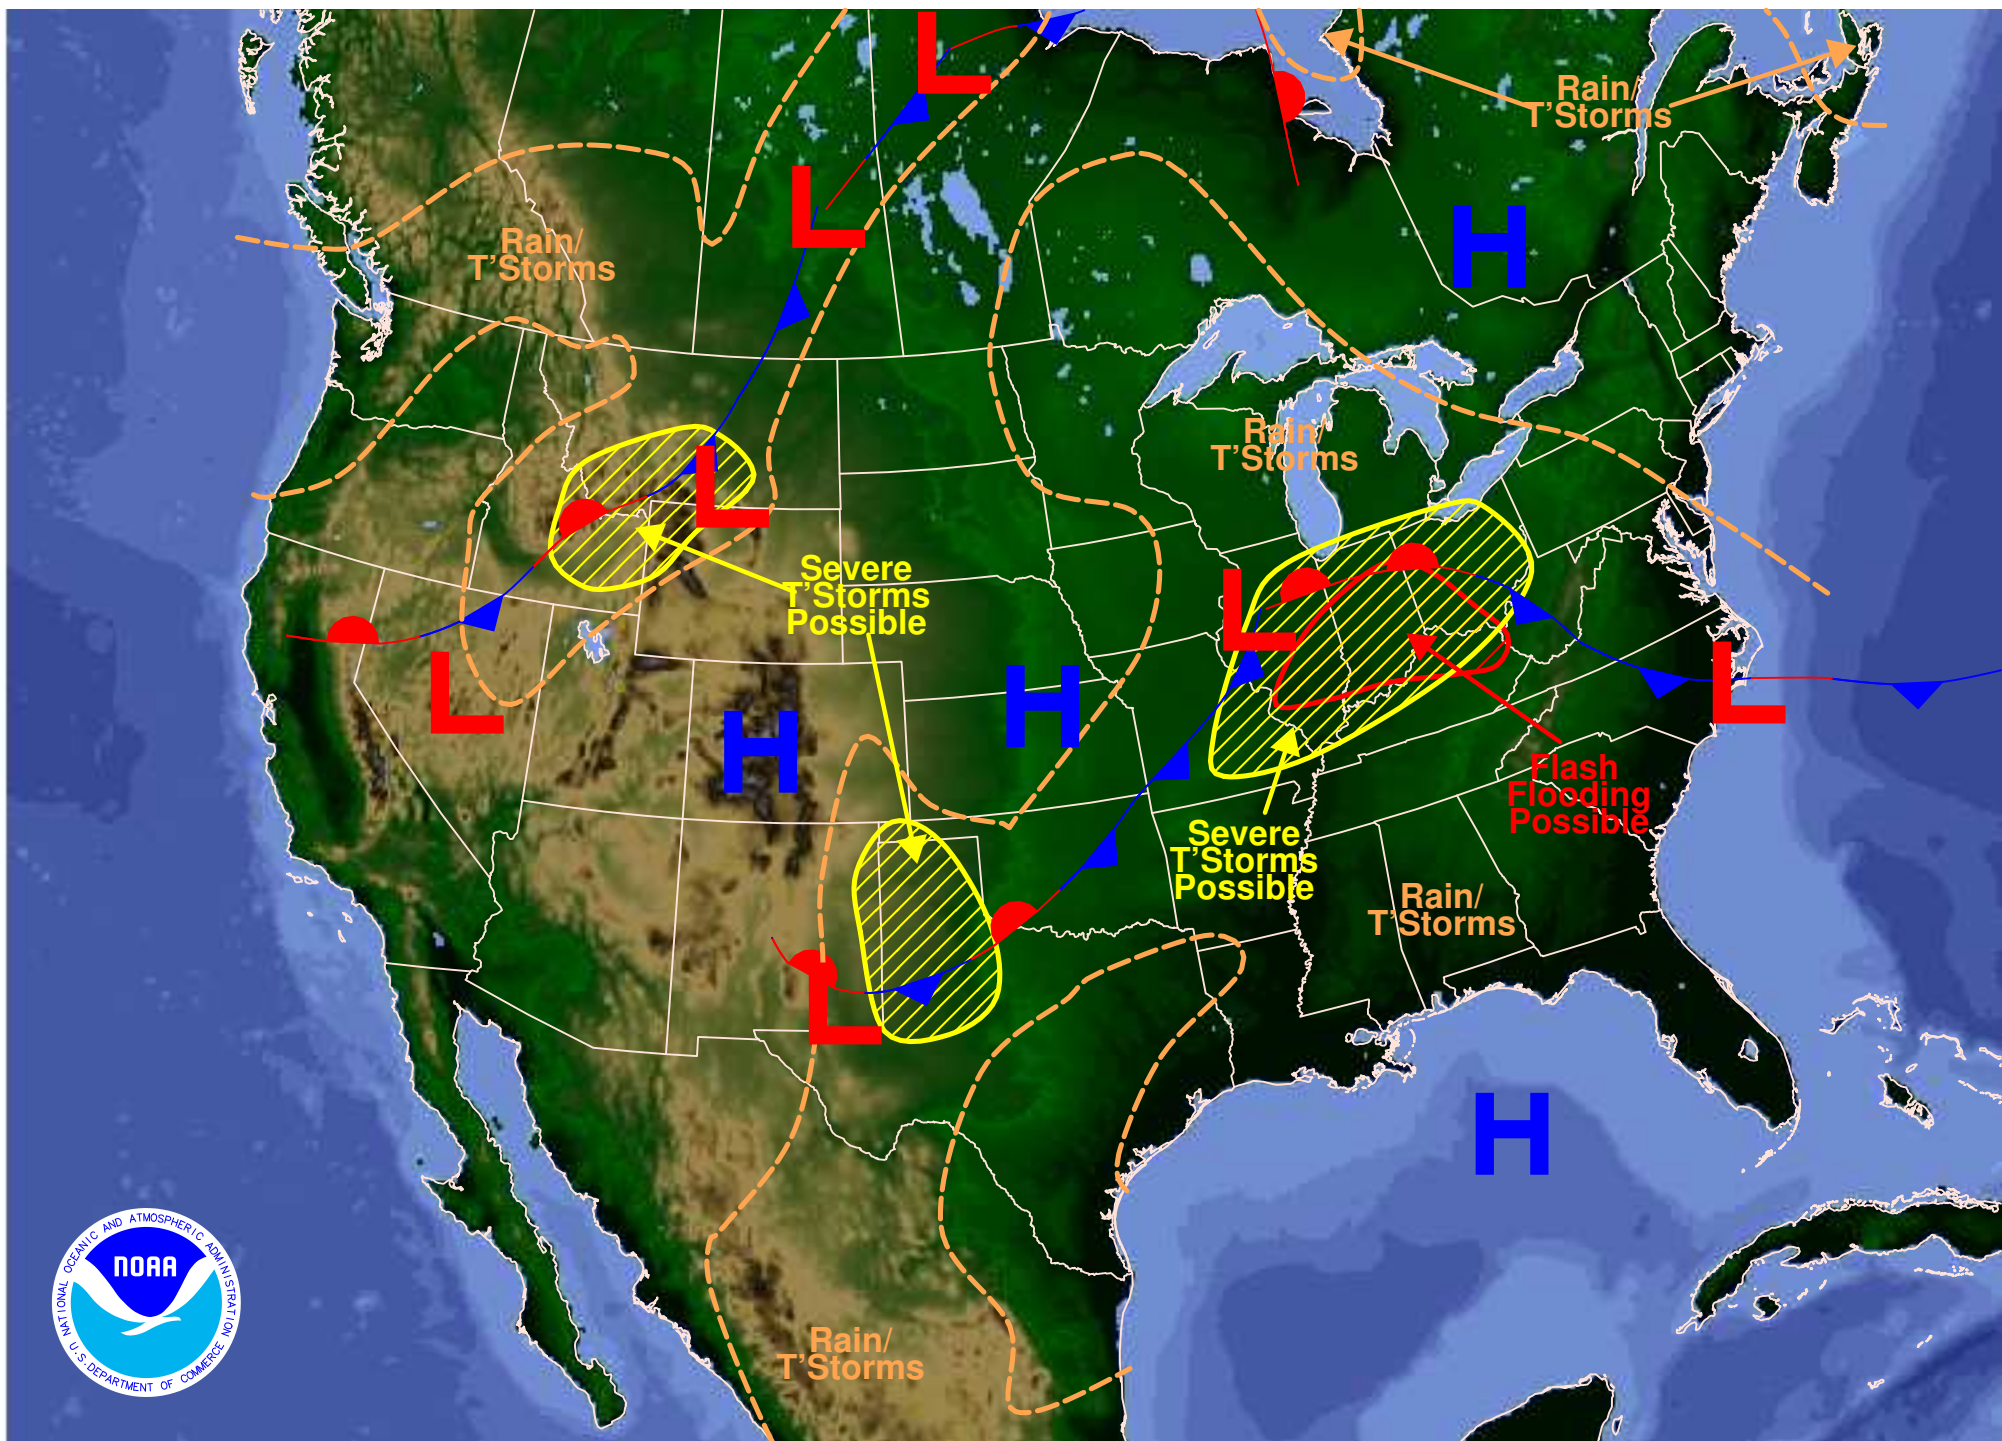 L
Rain/
T'Storms
L
H
Rain/
T'Storms
Rain/
T'Storms
L
Severe
T'Storms
Possible
L
L
L
H
H
L
Flash
Flooding
Possible
Severe
T'Storms
Possible
Rain/
T'Storms
L
H
NATIONAL OCEANIC AND ATMOSPHERIC ADMINISTRATION
NOAA
U.S. DEPARTMENT OF COMMERCE
Rain/
T'Storms